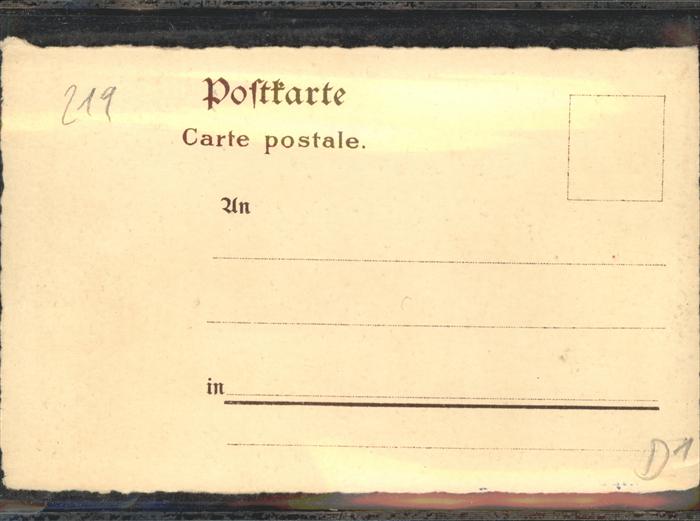 219
Postkarte
Carte postale.
An
in
D1